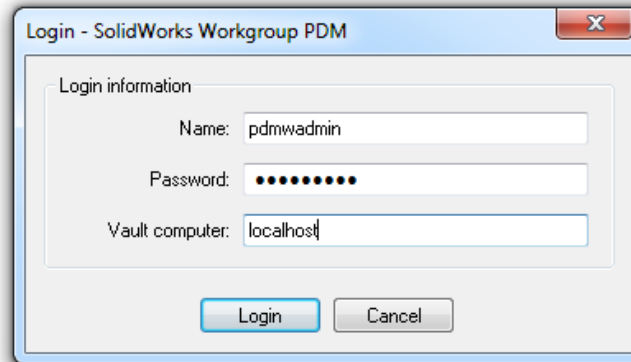 Login - SolidWorks Workgroup PDM
Login information
Name: pdmwadmin
Password: •••••••••
Vault computer: localhost
Login Cancel